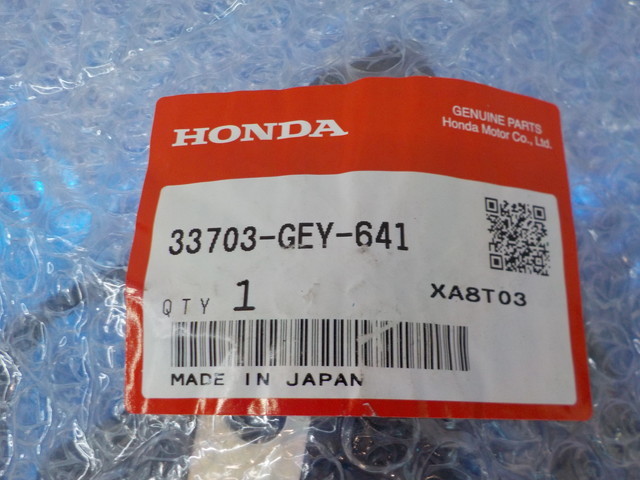 HONDA
GENUINE PARTS
Honda Motor Co., Ltd.
33703-GEY-641
QTY 1
XA8T03
MADE IN JAPAN